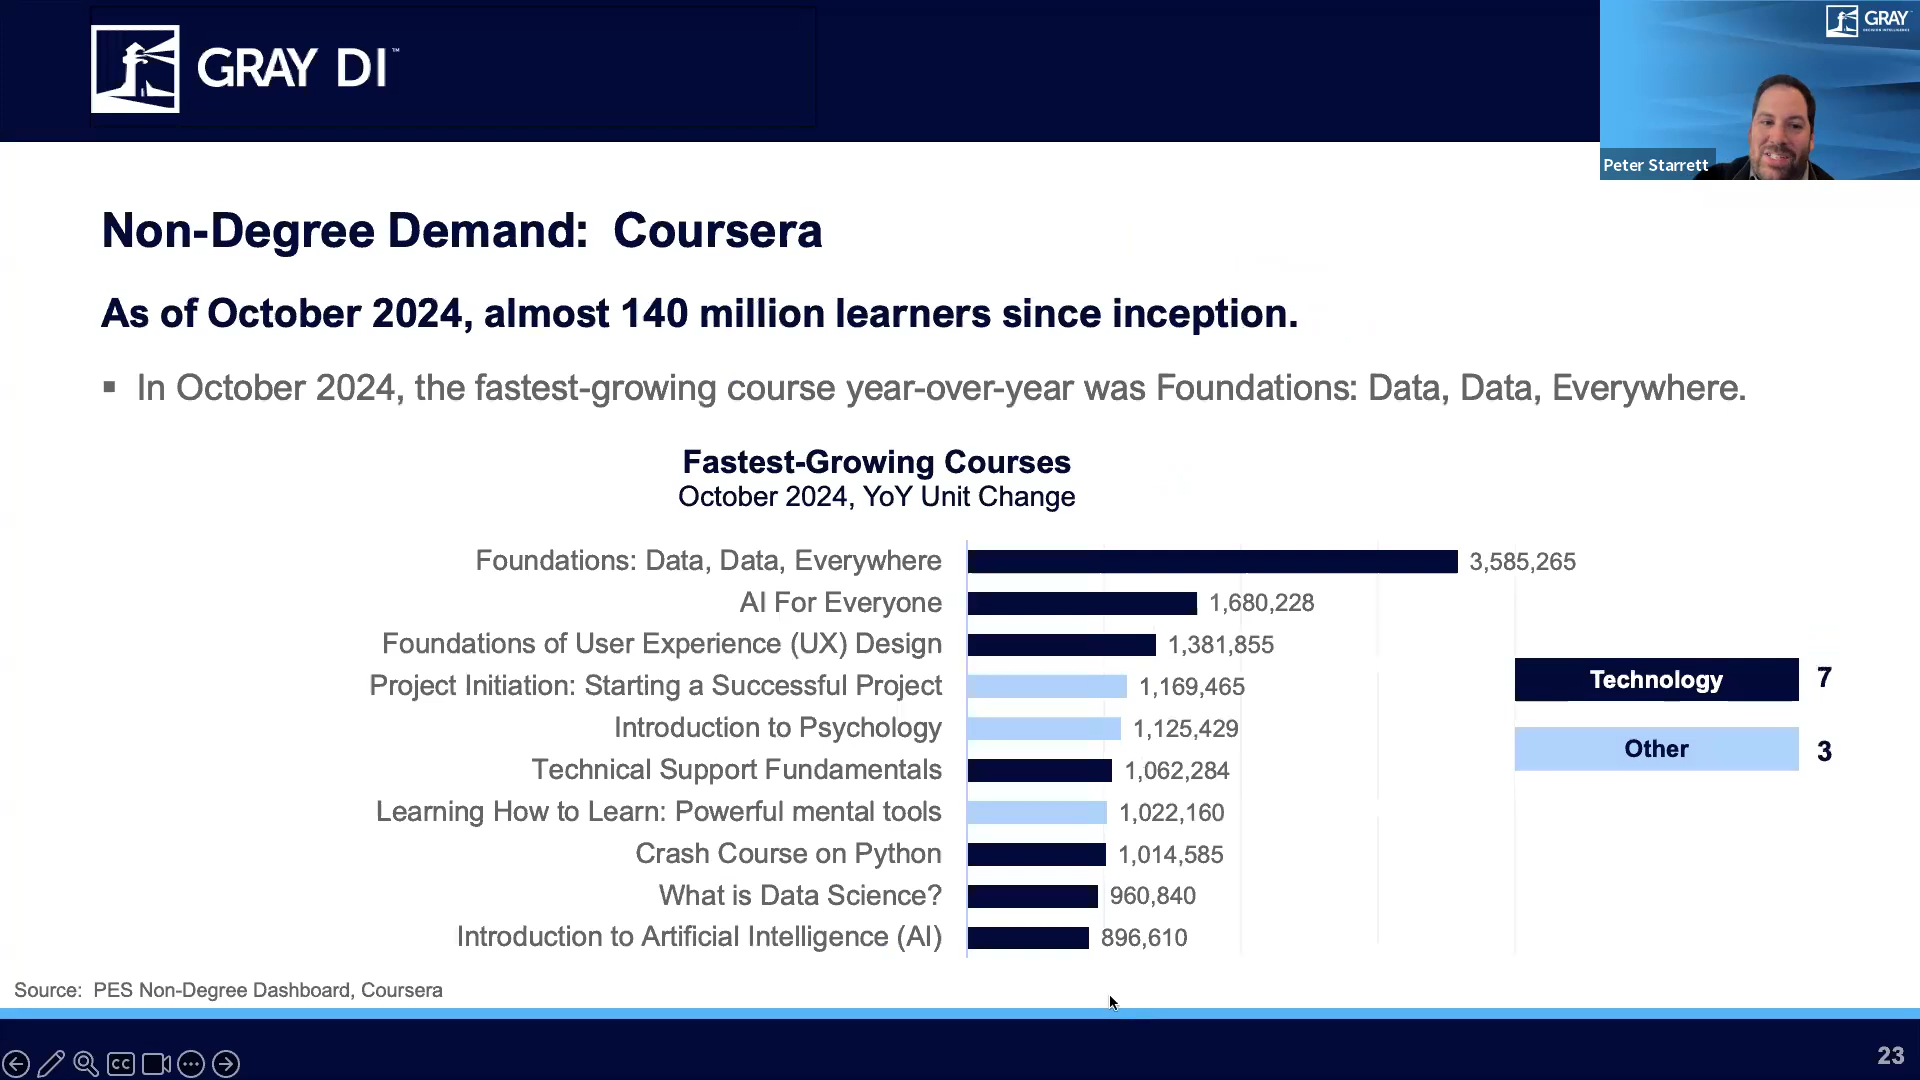 GRAY DI™
GRAY
Peter Starrett
Non-Degree Demand: Coursera
As of October 2024, almost 140 million learners since inception.
▪ In October 2024, the fastest-growing course year-over-year was Foundations: Data, Data, Everywhere.
Fastest-Growing Courses
October 2024, YoY Unit Change
Foundations: Data, Data, Everywhere 3,585,265
AI For Everyone 1,680,228
Foundations of User Experience (UX) Design 1,381,855
Project Initiation: Starting a Successful Project 1,169,465
Introduction to Psychology 1,125,429
Technical Support Fundamentals 1,062,284
Learning How to Learn: Powerful mental tools 1,022,160
Crash Course on Python 1,014,585
What is Data Science? 960,840
Introduction to Artificial Intelligence (AI) 896,610
Technology 7
Other 3
Source: PES Non-Degree Dashboard, Coursera
CC
23